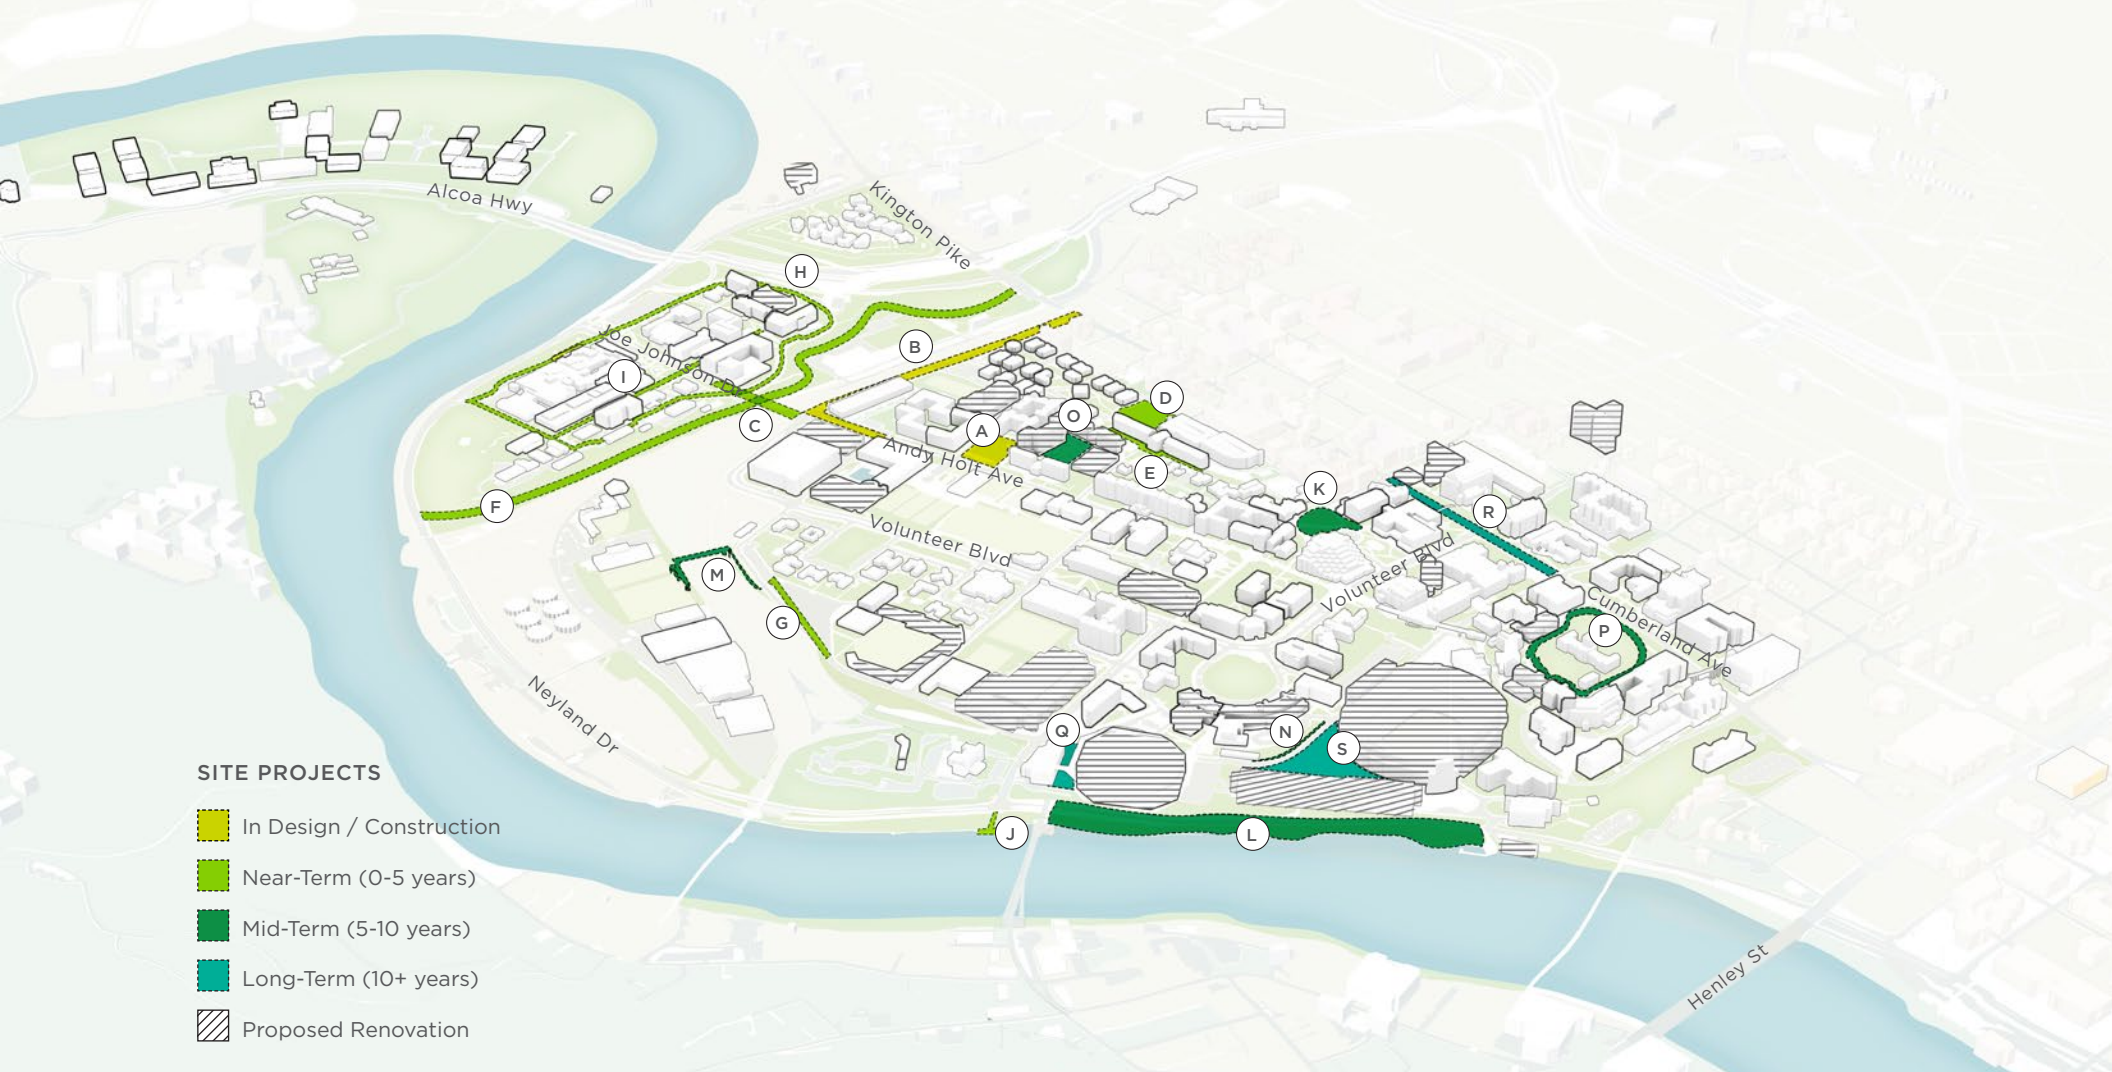 Alcoa Hwy
Kington Pike
H
B
Joe Johnson Dr
I
D
C
O
A
Andy Holt Ave
E
K
F
R
Volunteer Blvd
Volunteer Blvd
M
G
Cumberland Ave
P
Neyland Dr
Q
N
S
J
L
Henley St
SITE PROJECTS
In Design / Construction
Near-Term (0-5 years)
Mid-Term (5-10 years)
Long-Term (10+ years)
Proposed Renovation